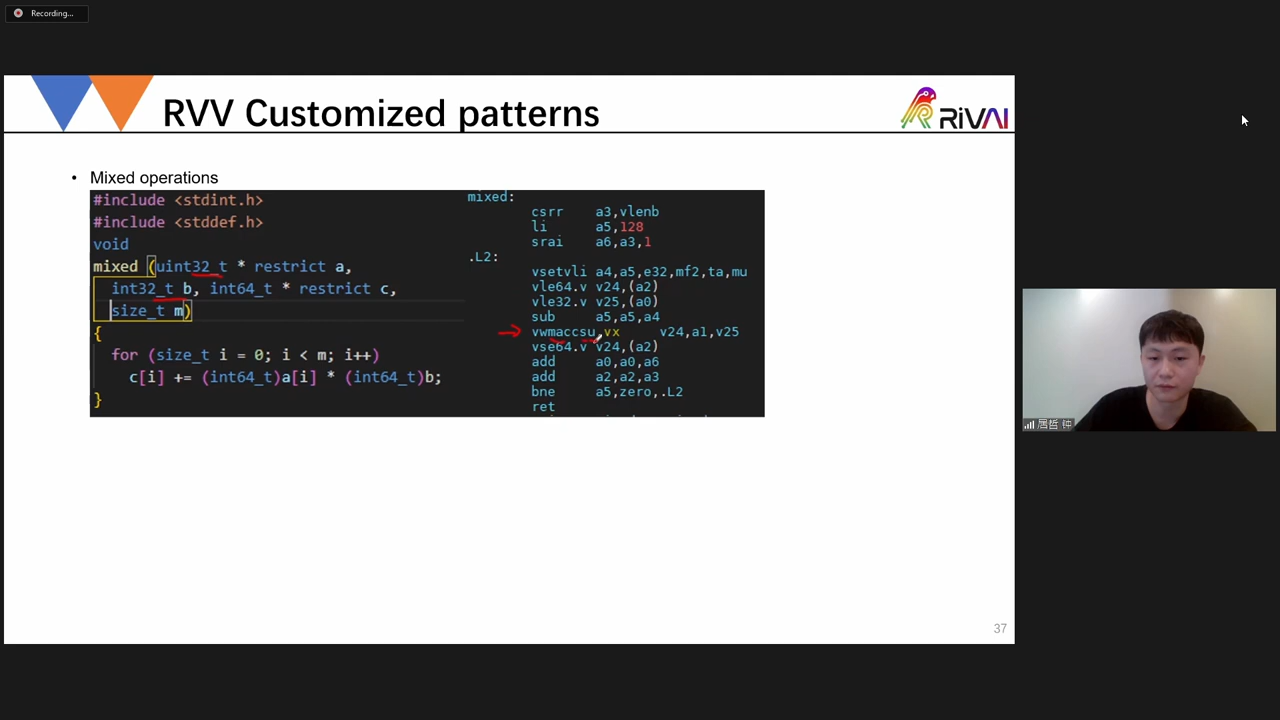 Recording...
RVV Customized patterns
RiVAI
• Mixed operations
#include <stdint.h>
#include <stddef.h>
void
mixed (uint32_t * restrict a,
int32_t b, int64_t * restrict c,
size_t m)
{
for (size_t i = 0; i < m; i++)
c[i] += (int64_t)a[i] * (int64_t)b;
}
mixed:
csrr a3,vlenb
li a5,128
srai a6,a3,1
.L2:
vsetvli a4,a5,e32,mf2,ta,mu
vle64.v v24,(a2)
vle32.v v25,(a0)
sub a5,a5,a4
vwmaccsu.vx v24,a1,v25
vse64.v v24,(a2)
add a0,a0,a6
add a2,a2,a3
bne a5,zero,.L2
ret
37
居哲 钟